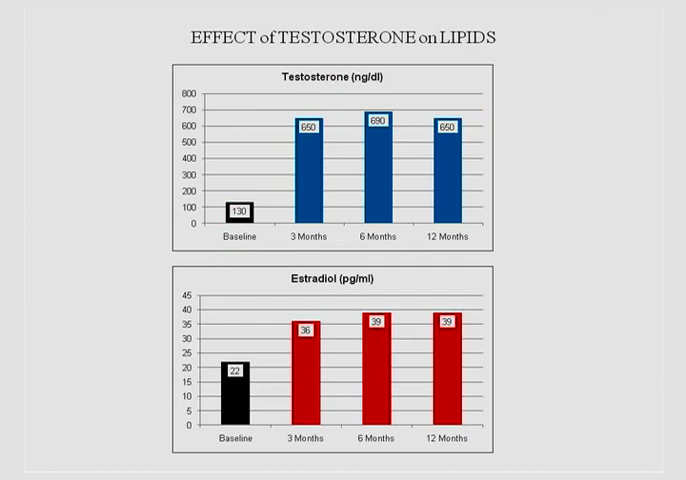 EFFECT of TESTOSTERONE on LIPIDS
Testosterone (ng/dl)
800
700
600
500
400
300
200
100
0
130
650
690
650
Baseline
3 Months
6 Months
12 Months
Estradiol (pg/ml)
45
40
35
30
25
20
15
10
5
0
22
36
39
39
Baseline
3 Months
6 Months
12 Months